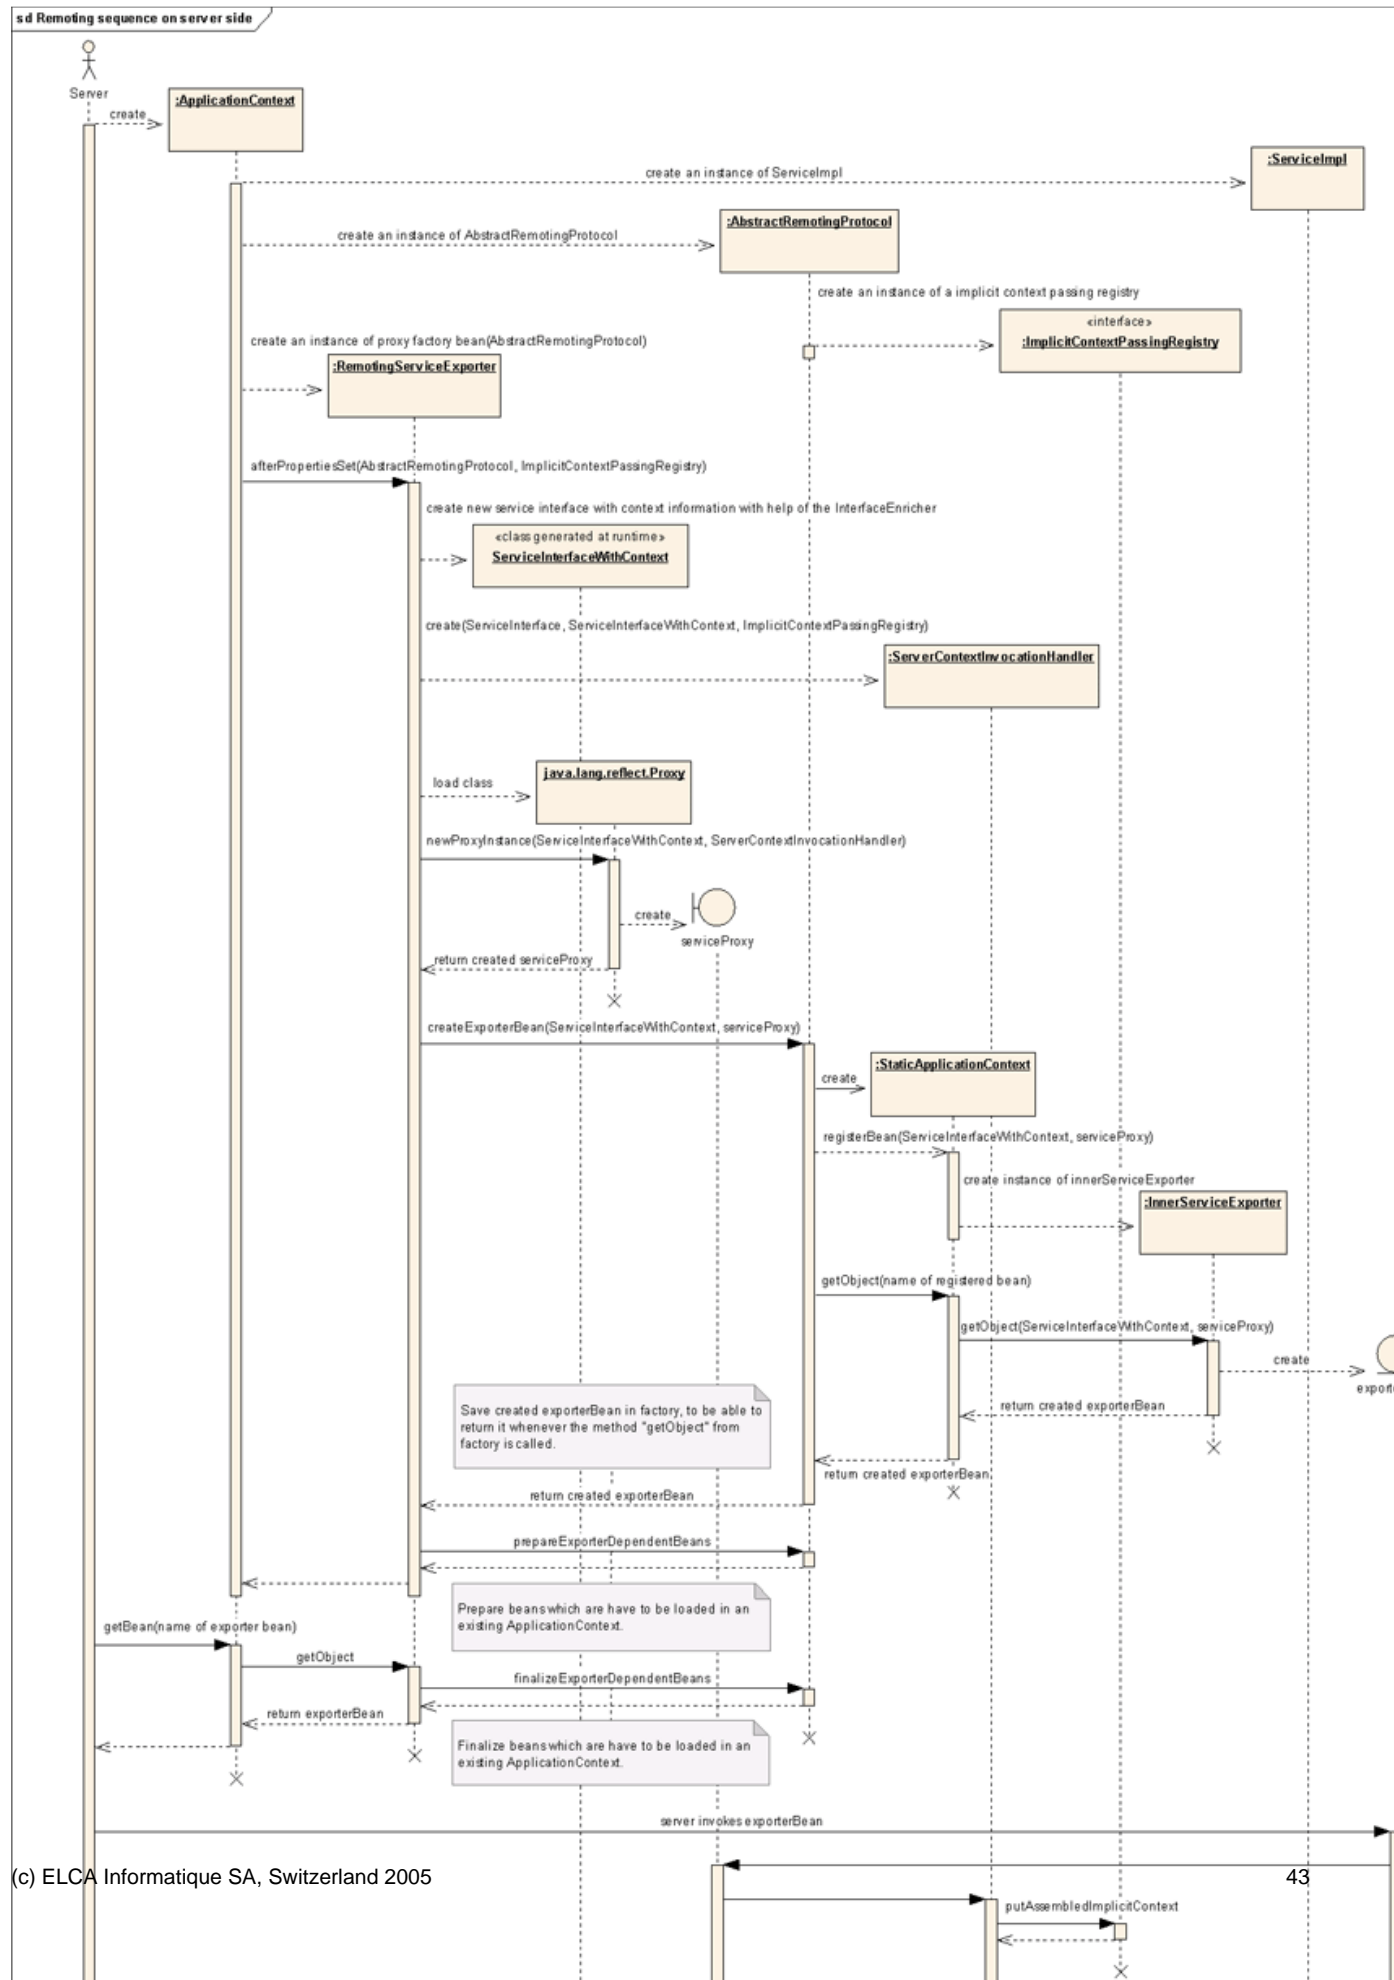 sd Remoting sequence on server side
Server
create
:ApplicationContext
:ServiceImpl
create an instance of ServiceImpl
:AbstractRemotingProtocol
create an instance of AbstractRemotingProtocol
create an instance of a implicit context passing registry
«interface»
:ImplicitContextPassingRegistry
create an instance of proxy factory bean(AbstractRemotingProtocol)
:RemotingServiceExporter
afterPropertiesSet(AbstractRemotingProtocol, ImplicitContextPassingRegistry)
create new service interface with context information with help of the InterfaceEnricher
«class generated at runtime»
ServiceInterfaceWithContext
create(ServiceInterface, ServiceInterfaceWithContext, ImplicitContextPassingRegistry)
:ServerContextInvocationHandler
java.lang.reflect.Proxy
load class
newProxyInstance(ServiceInterfaceWithContext, ServerContextInvocationHandler)
create
serviceProxy
return created serviceProxy
createExporterBean(ServiceInterfaceWithContext, serviceProxy)
:StaticApplicationContext
create
registerBean(ServiceInterfaceWithContext, serviceProxy)
create instance of innerServiceExporter
:InnerServiceExporter
getObject(name of registered bean)
getObject(ServiceInterfaceWithContext, serviceProxy)
create
exporte
return created exporterBean
Save created exporterBean in factory, to be able to
return it whenever the method "getObject" from
factory is called.
return created exporterBean
return created exporterBean
prepareExporterDependentBeans
Prepare beans which are have to be loaded in an
existing ApplicationContext.
getBean(name of exporter bean)
getObject
finalizeExporterDependentBeans
return exporterBean
Finalize beans which are have to be loaded in an
existing ApplicationContext.
server invokes exporterBean
(c) ELCA Informatique SA, Switzerland 2005
43
putAssembledImplicitContext